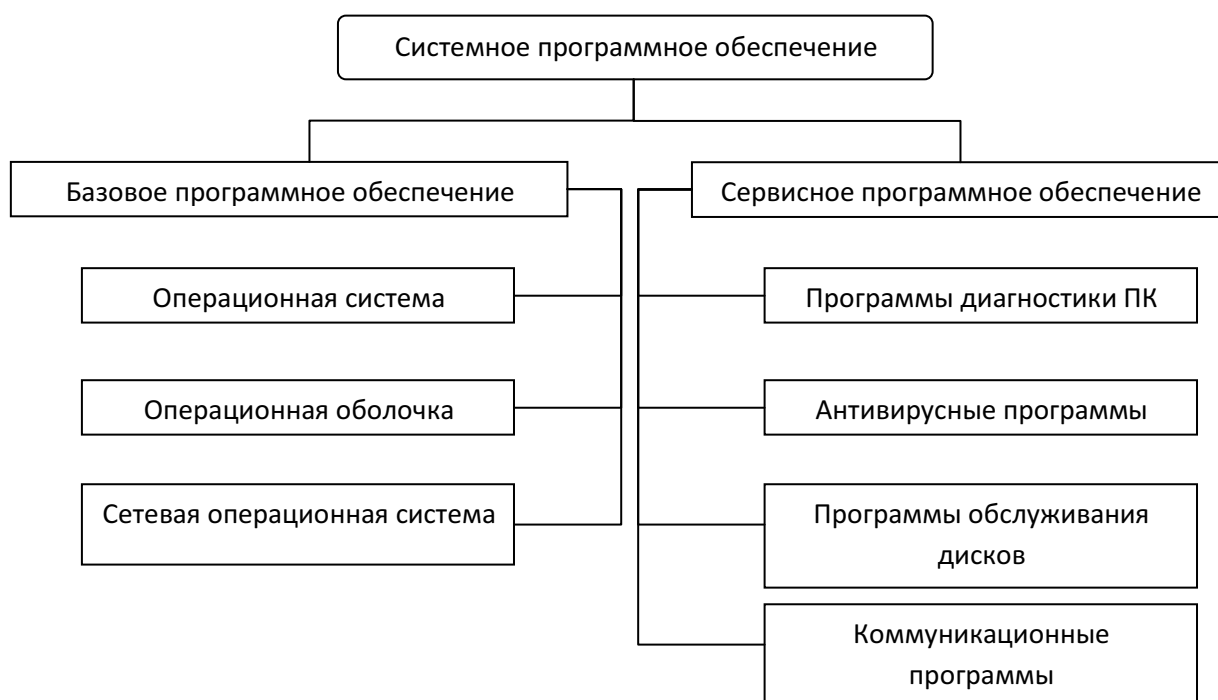 Системное программное обеспечение
Базовое программное обеспечение
Сервисное программное обеспечение
Операционная система
Программы диагностики ПК
Операционная оболочка
Антивирусные программы
Сетевая операционная система
Программы обслуживания
дисков
Коммуникационные
программы